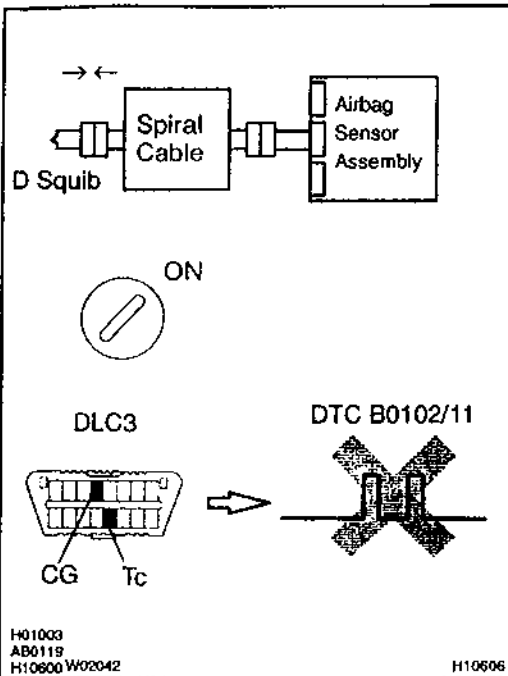 Airbag
Sensor
Assembly
Spiral
Cable
D Squib
ON
DLC3
DTC B0102/11
CG
Tc
H01003
AB0119
H10600 W02042
H10606